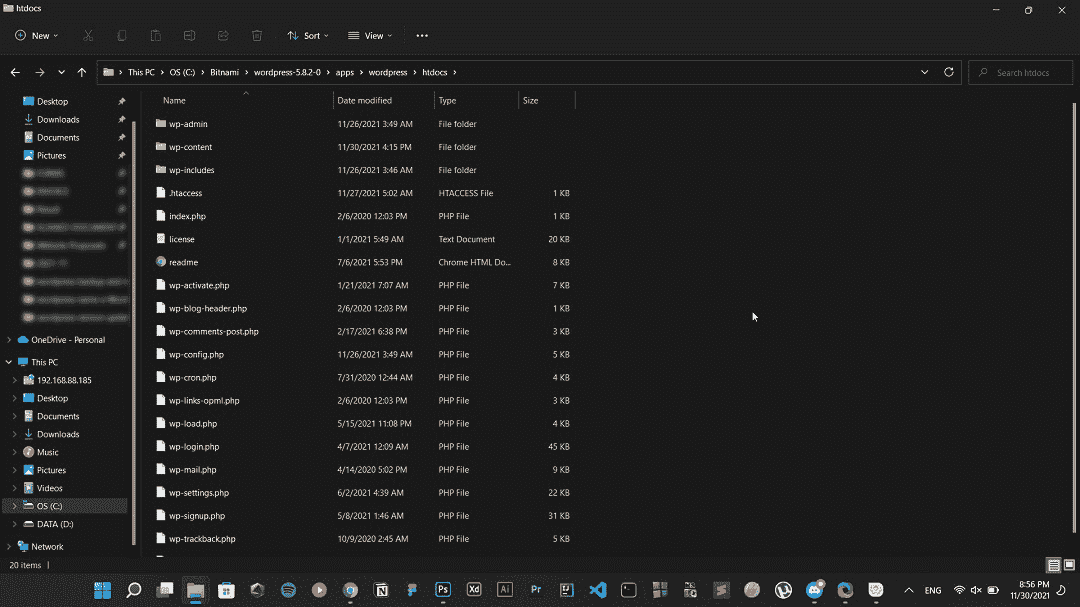 htdocs
New Sort View
This PC OS (C:) Bitnami wordpress-5.8.2-0 apps wordpress htdocs Search htdocs
Name Date modified Type Size
wp-admin 11/26/2021 3:49 AM File folder
wp-content 11/30/2021 4:15 PM File folder
wp-includes 11/26/2021 3:46 AM File folder
.htaccess 11/27/2021 5:02 AM HTACCESS File 1 KB
index.php 2/6/2020 12:03 PM PHP File 1 KB
license 1/1/2021 5:49 AM Text Document 20 KB
readme 7/6/2021 5:53 PM Chrome HTML Do... 8 KB
wp-activate.php 1/21/2021 7:07 AM PHP File 7 KB
wp-blog-header.php 2/6/2020 12:03 PM PHP File 1 KB
wp-comments-post.php 2/17/2021 6:38 PM PHP File 3 KB
wp-config.php 11/26/2021 3:49 AM PHP File 5 KB
wp-cron.php 7/31/2020 12:44 AM PHP File 4 KB
wp-links-opml.php 2/6/2020 12:03 PM PHP File 3 KB
wp-load.php 5/15/2021 11:08 PM PHP File 4 KB
wp-login.php 4/7/2021 12:09 AM PHP File 45 KB
wp-mail.php 4/14/2020 5:02 PM PHP File 9 KB
wp-settings.php 6/2/2021 4:39 AM PHP File 22 KB
wp-signup.php 5/8/2021 1:46 AM PHP File 31 KB
wp-trackback.php 10/9/2020 2:45 AM PHP File 5 KB
Desktop
Downloads
Documents
Pictures
OneDrive - Personal
This PC
192.168.88.185
Desktop
Documents
Downloads
Music
Pictures
Videos
OS (C:)
DATA (D:)
Network
20 items
Ps Xd Ai Pr
ENG
8:56 PM
11/30/2021